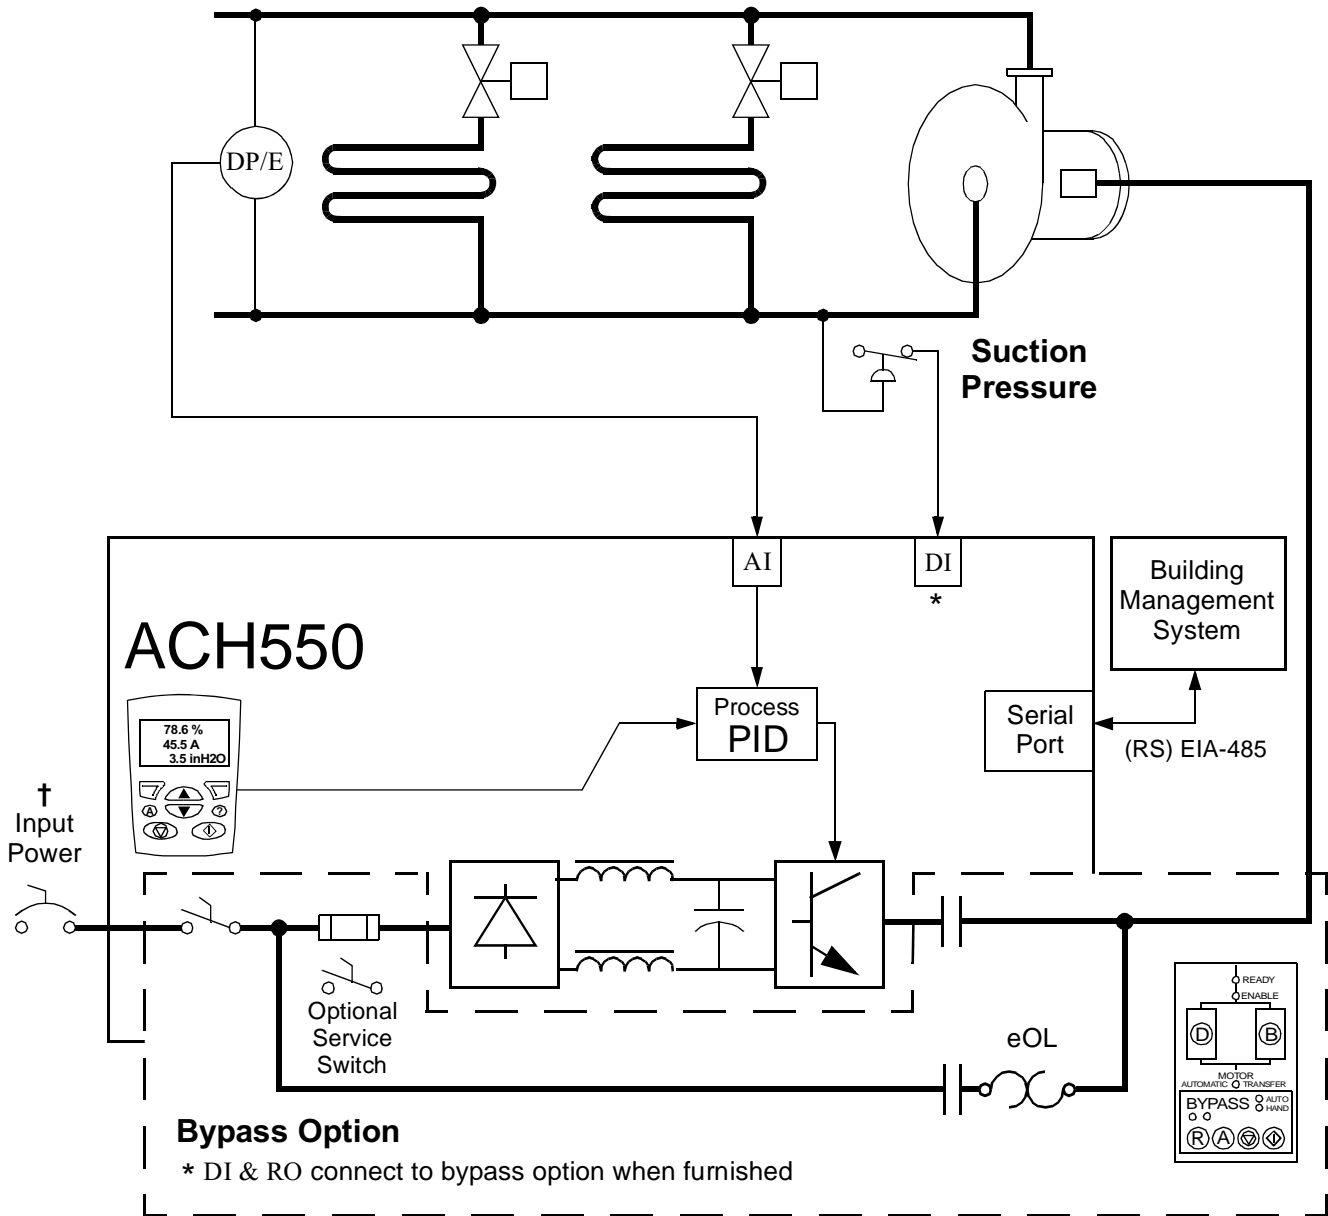 DP/E
Suction
Pressure
AI
DI
*
Building
Management
System
ACH550
Process
PID
Serial
Port
(RS) EIA-485
78.6 %
45.5 A
3.5 inH2O
A
?
†
Input
Power
Optional
Service
Switch
eOL
READY
ENABLE
D
B
MOTOR
AUTOMATIC
TRANSFER
BYPASS
AUTO
HAND
R
A
Bypass Option
* DI & RO connect to bypass option when furnished